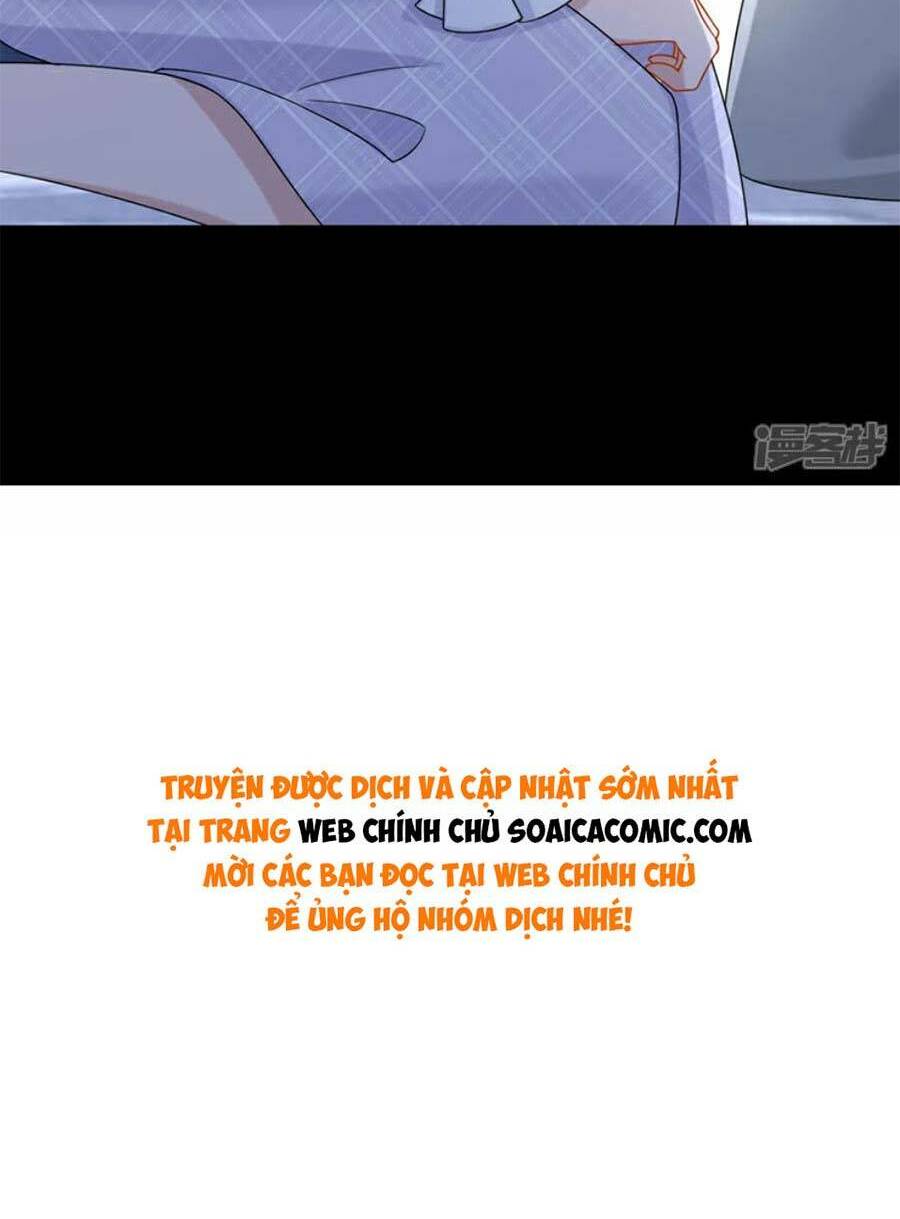 漫客栈
TRUYỆN ĐƯỢC DỊCH VÀ CẬP NHẬT SỚM NHẤT
TẠI TRANG WEB CHÍNH CHỦ SOAICACOMIC.COM
MỜI CÁC BẠN ĐỌC TẠI WEB CHÍNH CHỦ
ĐỂ ỦNG HỘ NHÓM DỊCH NHÉ!